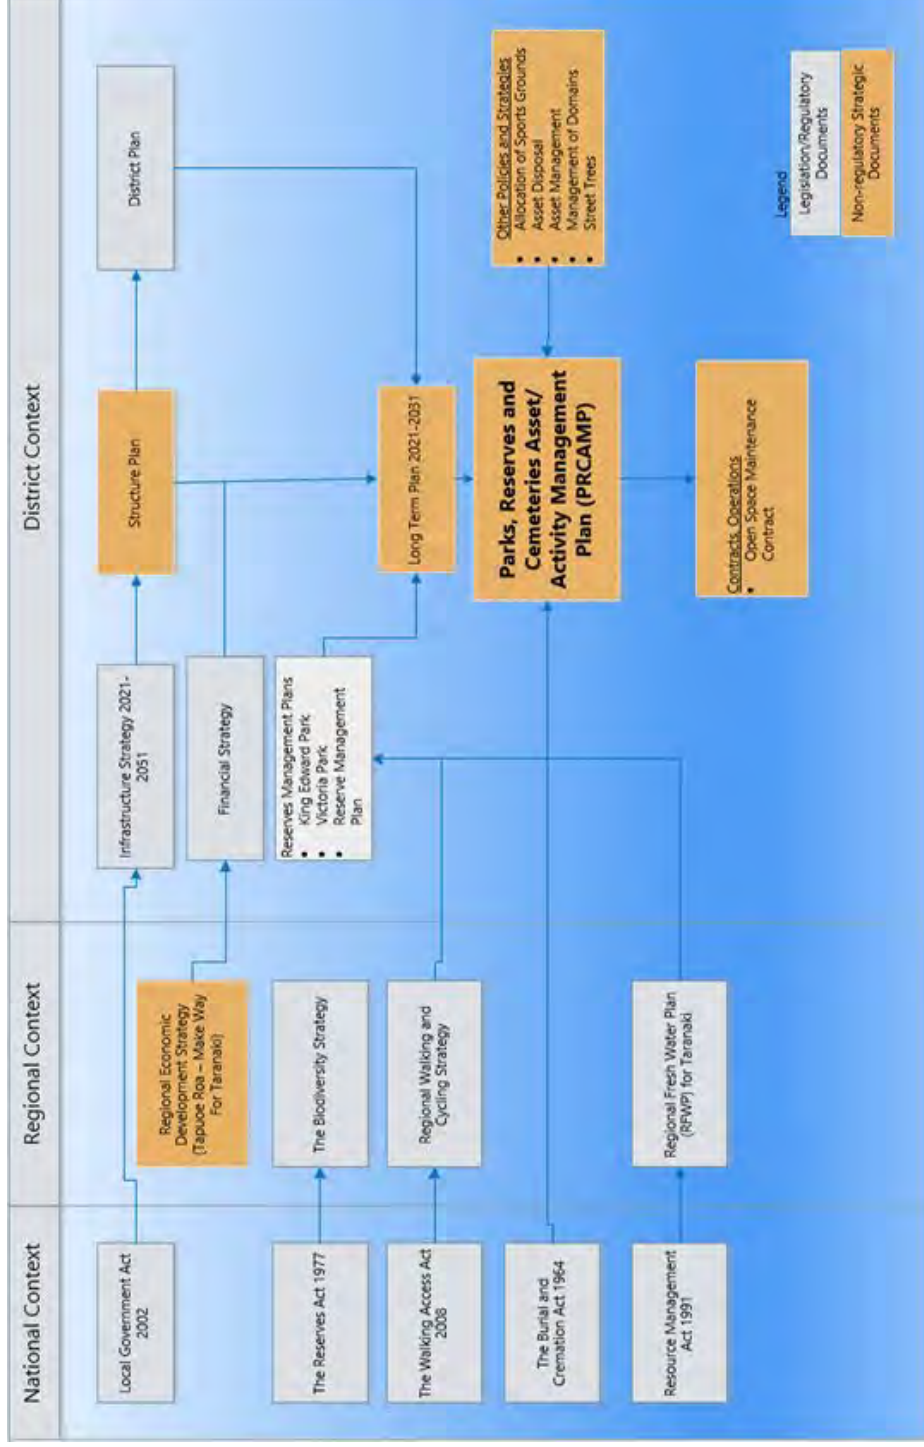 National Context
Regional Context
District Context
Local Government Act
2002
The Reserves Act 1977
The Walking Access Act
2008
The Burial and
Cremation Act 1964
Resource Management
Act 1991
Regional Economic
Development Strategy
(Tapuoe Roa – Make Way
For Taranaki)
The Biodiversity Strategy
Regional Walking and
Cycling Strategy
Regional Fresh Water Plan
(RFWP) for Taranaki
Infrastructure Strategy 2021-
2051
Financial Strategy
Reserves Management Plans
• King Edward Park
• Victoria Park
• Reserve Management
Plan
Structure Plan
District Plan
Long Term Plan 2021-2031
Parks, Reserves and
Cemeteries Asset/
Activity Management
Plan (PRCAMP)
Other Policies and Strategies
• Allocation of Sports Grounds
• Asset Disposal
• Asset Management
• Management of Domains
• Street Trees
Contracts, Operations
• Open Space Maintenance
Contract
Legend
Legislation/Regulatory
Documents
Non-regulatory Strategic
Documents